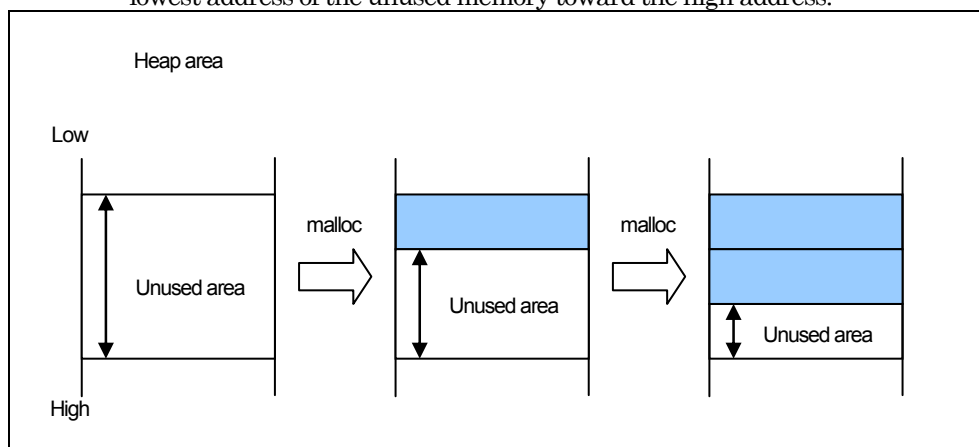 lowest address of the unused memory toward the high address.
Heap area
Low
malloc
malloc
Unused area
Unused area
Unused area
High